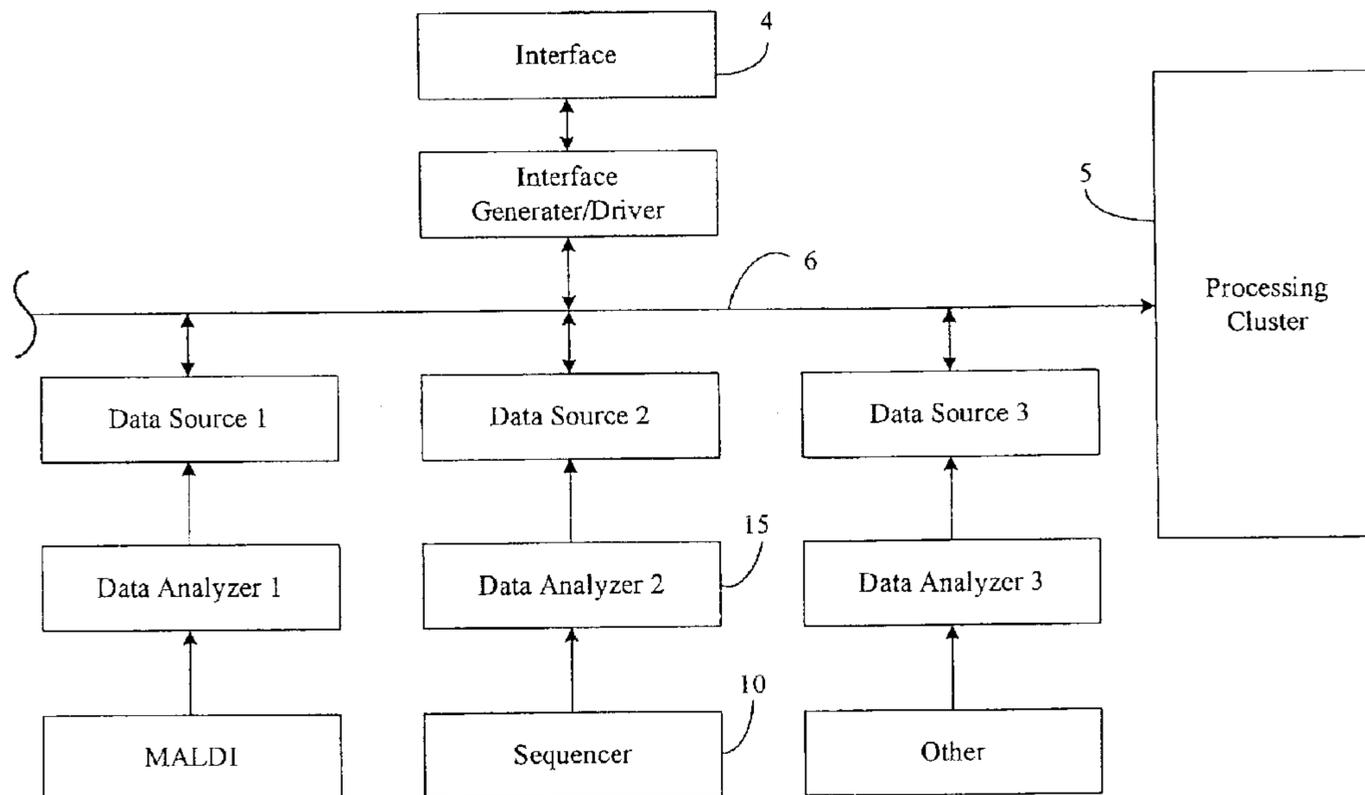 4
Interface
Interface
Generater/Driver
5
6
Processing
Cluster
Data Source 1
Data Source 2
Data Source 3
15
Data Analyzer 1
Data Analyzer 2
Data Analyzer 3
10
MALDI
Sequencer
Other